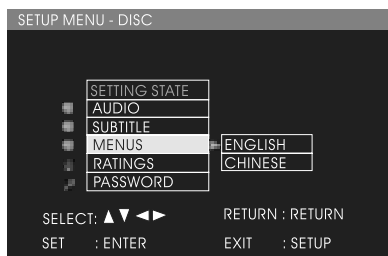 SETUP MENU - DISC
SETTING STATE
AUDIO
SUBTITLE
MENUS
ENGLISH
RATINGS
CHINESE
PASSWORD
SELECT: ▲▼◄►
RETURN : RETURN
SET : ENTER
EXIT : SETUP